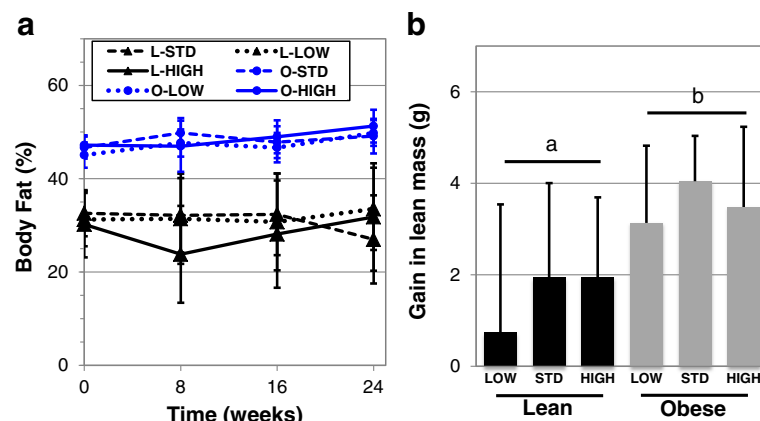 a
L-STD L-LOW
L-HIGH O-STD
O-LOW O-HIGH
Body Fat (%)
60
40
20
0
0 8 16 24
Time (weeks)
b
Gain in lean mass (g)
6
4
2
0
a
b
LOW STD HIGH LOW STD HIGH
Lean Obese